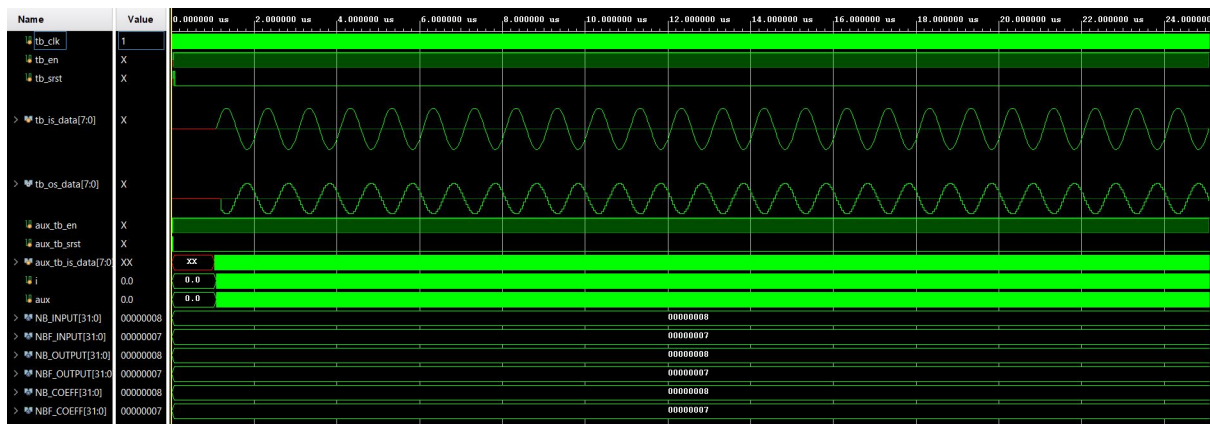 Name Value 0.000000 us 2.000000 us 4.000000 us 6.000000 us 8.000000 us 10.000000 us 12.000000 us 14.000000 us 16.000000 us 18.000000 us 20.000000 us 22.000000 us 24.000000
tb_clk 1
tb_en X
tb_srst X
tb_is_data[7:0] X
tb_os_data[7:0] X
aux_tb_en X
aux_tb_srst X
aux_tb_is_data[7:0] XX XX
i 0.0 0.0
aux 0.0 0.0
NB_INPUT[31:0] 00000008 00000008
NBF_INPUT[31:0] 00000007 00000007
NB_OUTPUT[31:0] 00000008 00000008
NBF_OUTPUT[31:0 00000007 00000007
NB_COEFF[31:0] 00000008 00000008
NBF_COEFF[31:0] 00000007 00000007